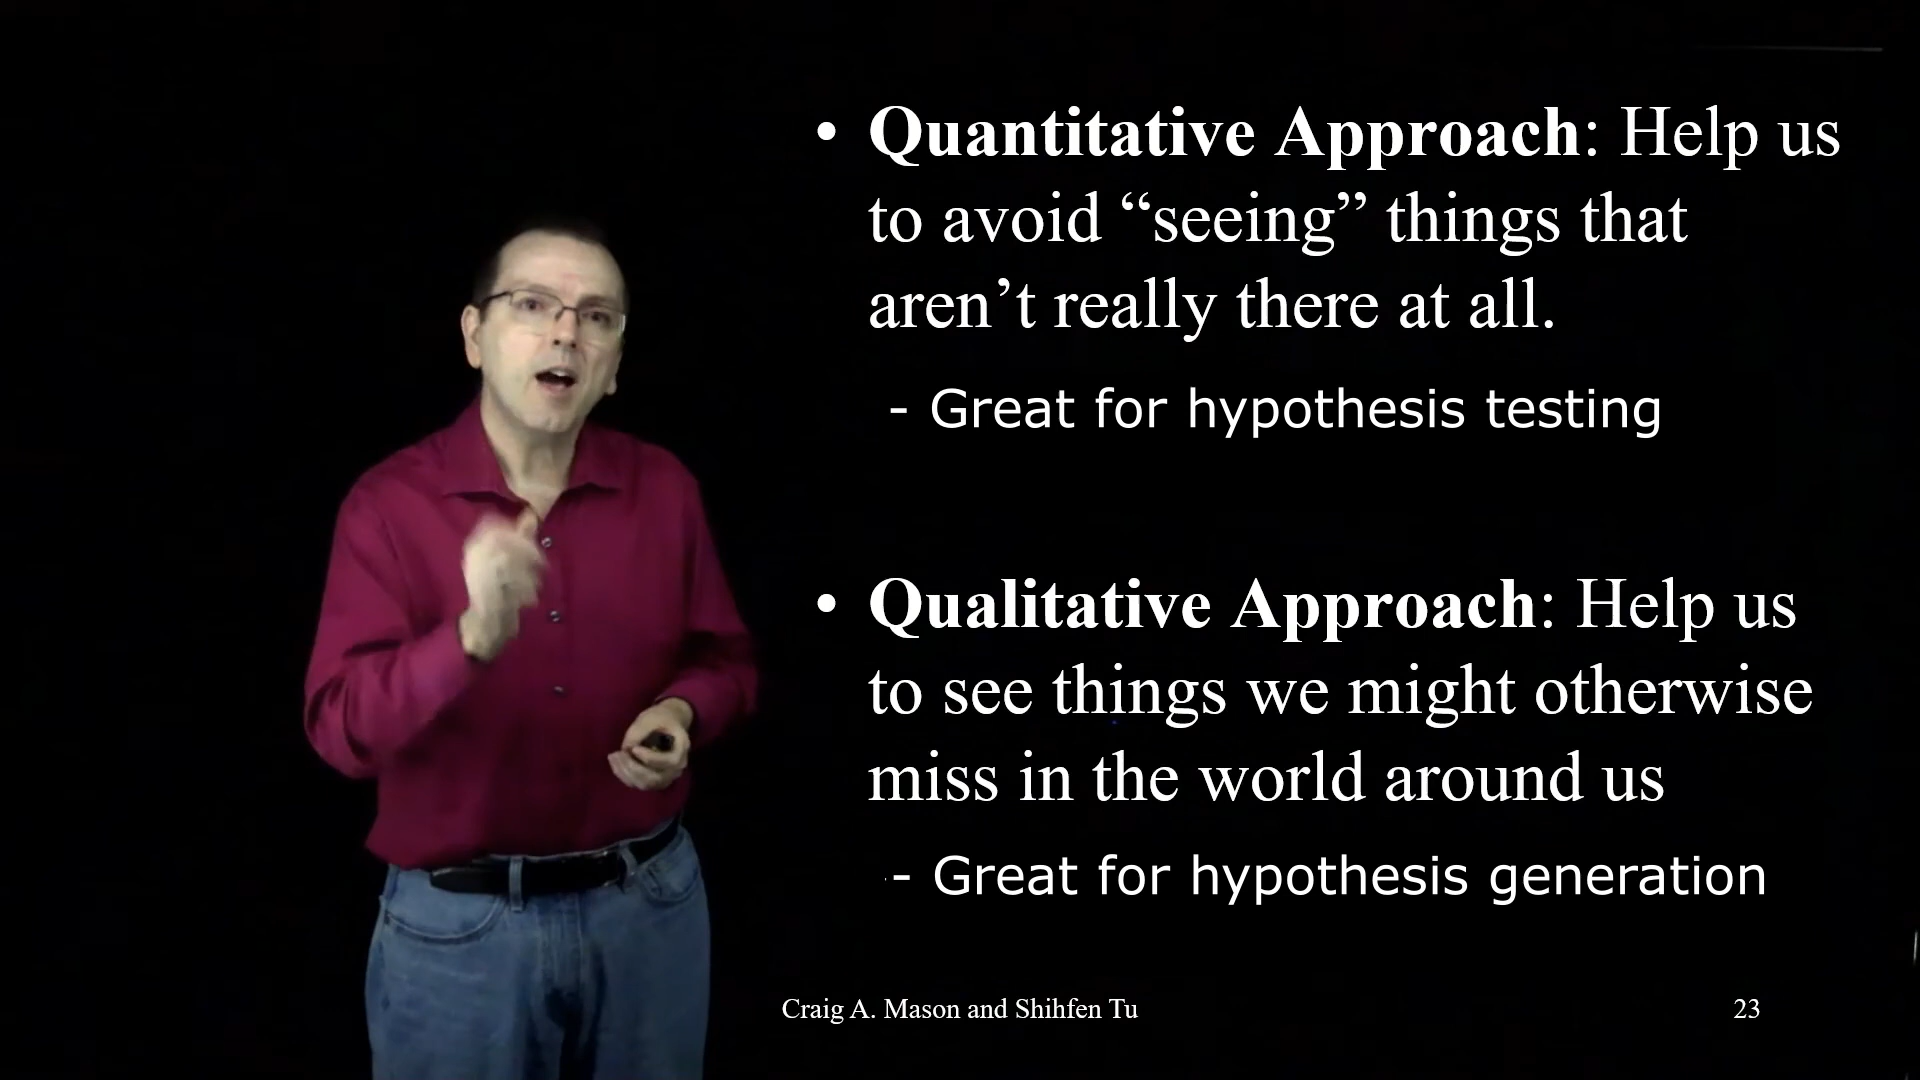 • Quantitative Approach: Help us
to avoid “seeing” things that
aren’t really there at all.
- Great for hypothesis testing
• Qualitative Approach: Help us
to see things we might otherwise
miss in the world around us
- Great for hypothesis generation
Craig A. Mason and Shihfen Tu
23